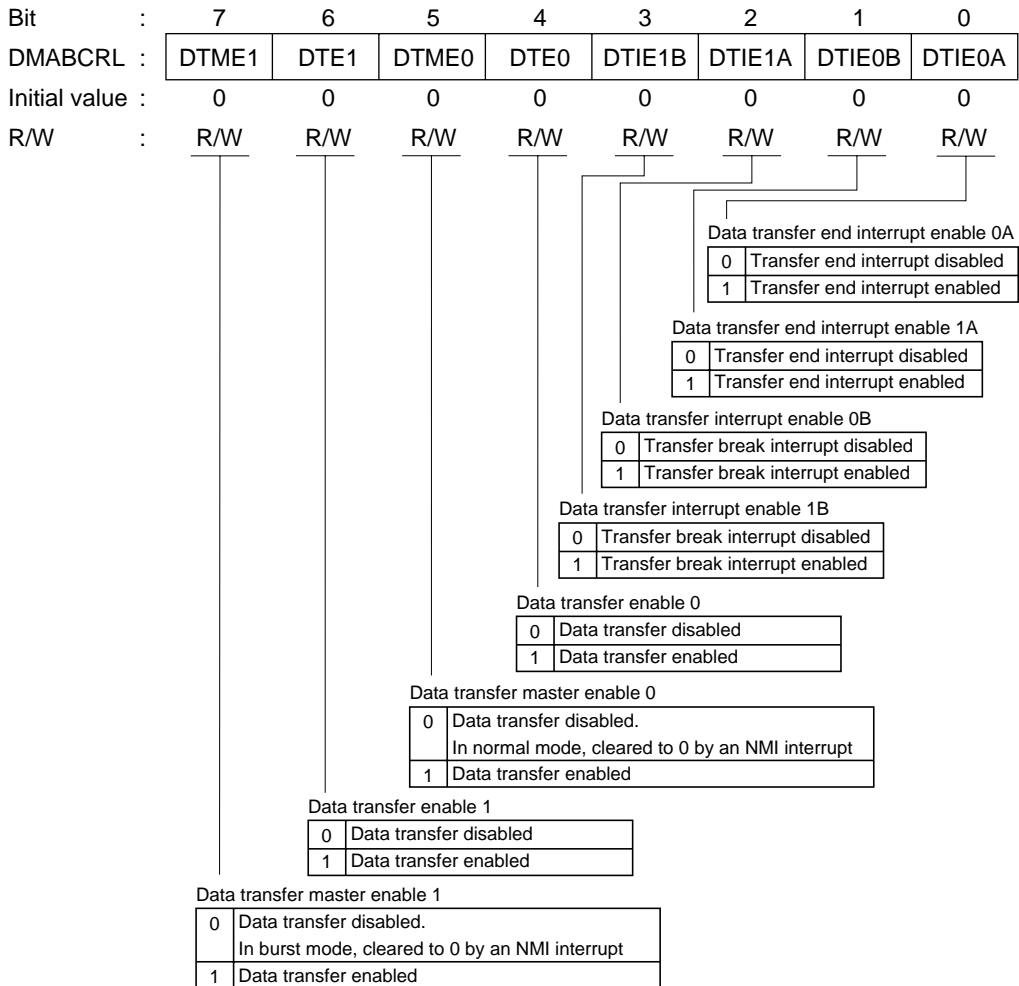 Bit : 7 6 5 4 3 2 1 0
DMABCRL : DTME1 DTE1 DTME0 DTE0 DTIE1B DTIE1A DTIE0B DTIE0A
Initial value : 0 0 0 0 0 0 0 0
R/W : R/W R/W R/W R/W R/W R/W R/W R/W
Data transfer end interrupt enable 0A
0 Transfer end interrupt disabled
1 Transfer end interrupt enabled
Data transfer end interrupt enable 1A
0 Transfer end interrupt disabled
1 Transfer end interrupt enabled
Data transfer interrupt enable 0B
0 Transfer break interrupt disabled
1 Transfer break interrupt enabled
Data transfer interrupt enable 1B
0 Transfer break interrupt disabled
1 Transfer break interrupt enabled
Data transfer enable 0
0 Data transfer disabled
1 Data transfer enabled
Data transfer master enable 0
0 Data transfer disabled.
In normal mode, cleared to 0 by an NMI interrupt
1 Data transfer enabled
Data transfer enable 1
0 Data transfer disabled
1 Data transfer enabled
Data transfer master enable 1
0 Data transfer disabled.
In burst mode, cleared to 0 by an NMI interrupt
1 Data transfer enabled